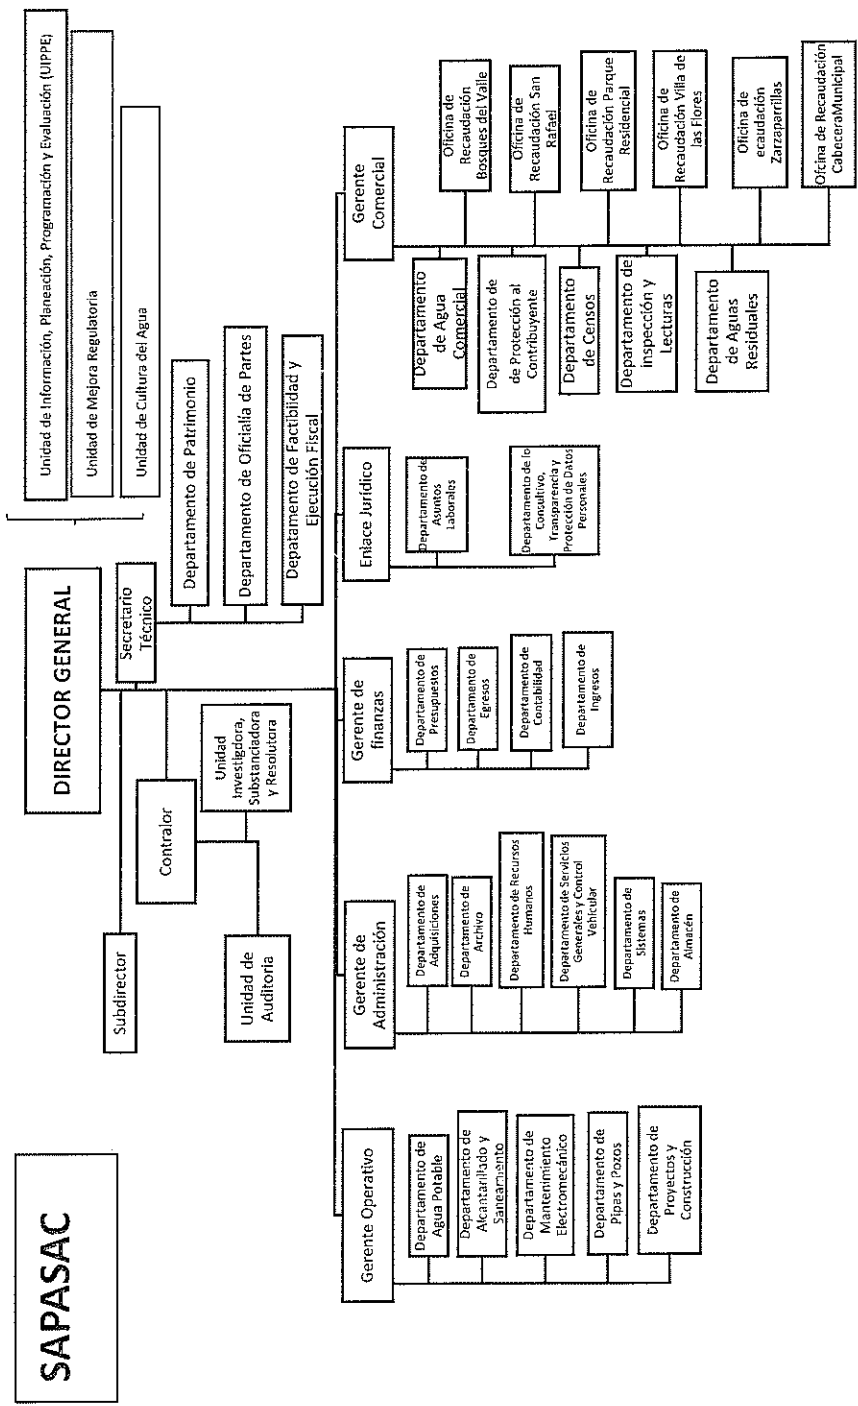 SAPASAC
DIRECTOR GENERAL
Unidad de Información, Planeación, Programación y Evaluación (UIPPE)
Unidad de Mejora Regulatoria
Unidad de Cultura del Agua
Subdirector
Secretario
Técnico
Departamento de Patrimonio
Departamento de Oficialía de Partes
Depatamento de Factibilidad y
Ejecución Fiscal
Contralor
Unidad
Investigdora,
Substanciadora
y Resolutora
Unidad de
Auditoria
Gerente Operativo
Departamento de
Agua Potable
Departamento de
Alcantarillado y
Saneamiento
Departamento de
Mantenimiento
Electromecánico
Departamento de
Pipas y Pozos
Departamento de
Proyectos y
Construcción
Gerente de
Administración
Departamento de
Adquisiciones
Departamento de
Archivo
Departamento de Recursos
Humanos
Departamento de Servicios
Generales y Control
Vehicular
Departamento de
Sistemas
Departamento de
Almacén
Gerente de
finanzas
Departamento de
Presupuestos
Departamento de
Egresos
Departamento de
Contabilidad
Departamento de
Ingresos
Enlace Jurídico
Departamento de
Asuntos
Laborales
Departamento de lo
Consultivo,
Transparencia y
Protección de Datos
Personales
Gerente
Comercial
Departamento
de Agua
Comercial
Departamento de
de Protección al
Contribuyente
Departamento
de Censos
Departamento de
inspección y
Lecturas
Departamento
de Aguas
Residuales
Oficina de
Recaudación
Bosques del Valle
Oficina de
Recaudación San
Rafael
Oficina de
Recaudación Parque
Residencial
Oficina de
Recaudación Villa de
las Flores
Oficina de
ecaudación
Zarzaparrillas
Ofcina de Recaudación
CabeceraMunicipal